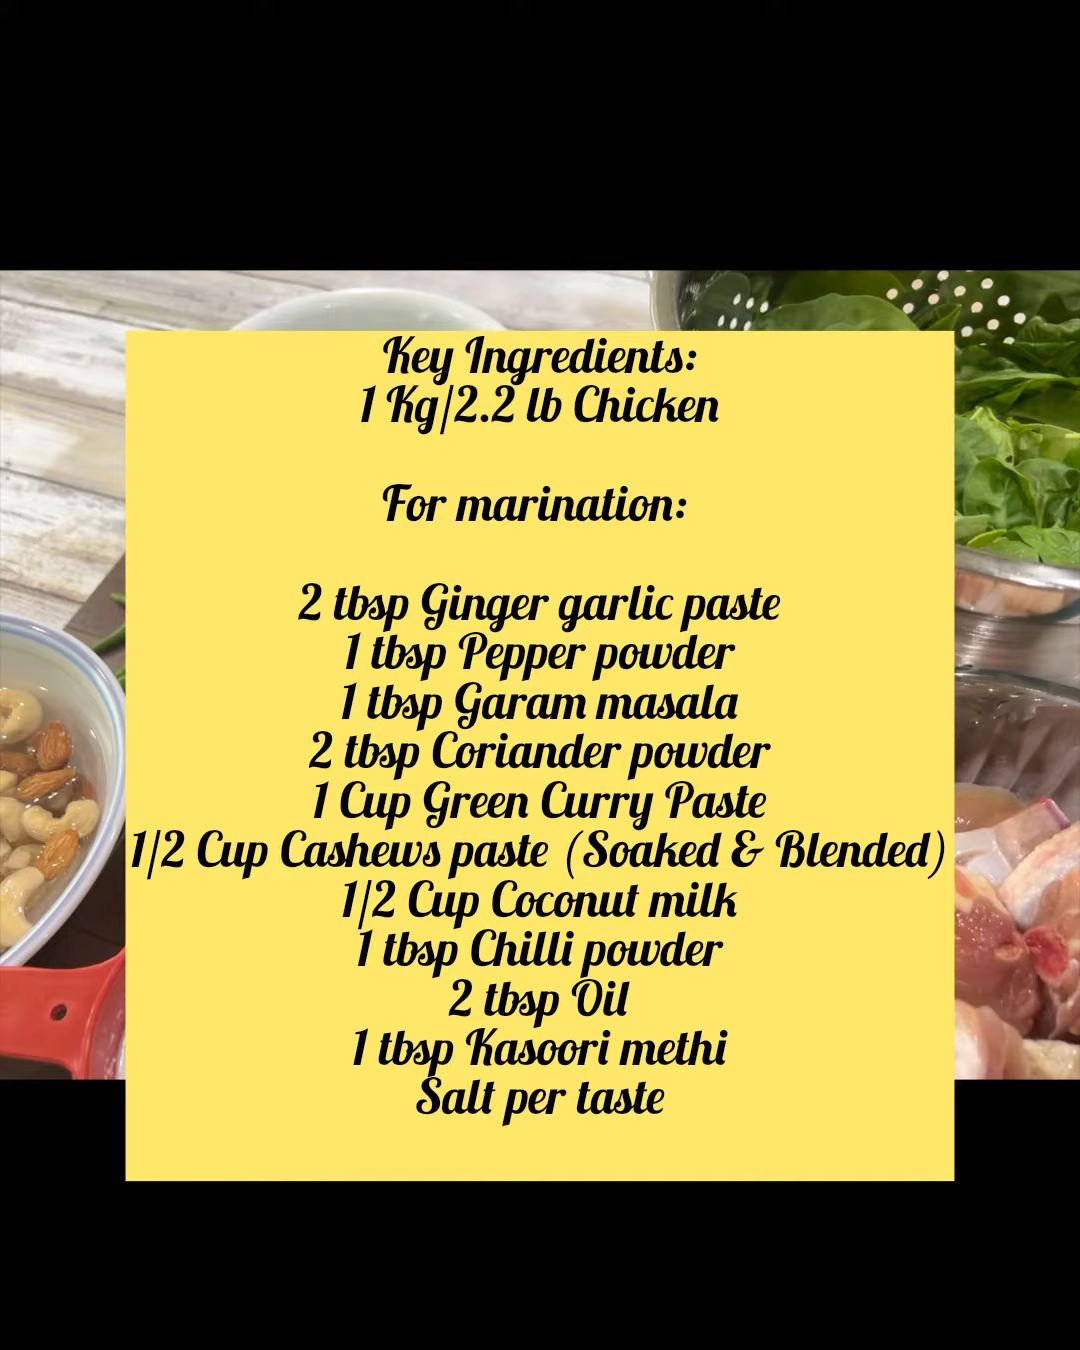 Key Ingredients:
1 Kg/2.2 lb Chicken
For marination:
2 tbsp Ginger garlic paste
1 tbsp Pepper powder
1 tbsp Garam masala
2 tbsp Coriander powder
1 Cup Green Curry Paste
1/2 Cup Cashews paste (Soaked & Blended)
1/2 Cup Coconut milk
1 tbsp Chilli powder
2 tbsp Oil
1 tbsp Kasoori methi
Salt per taste